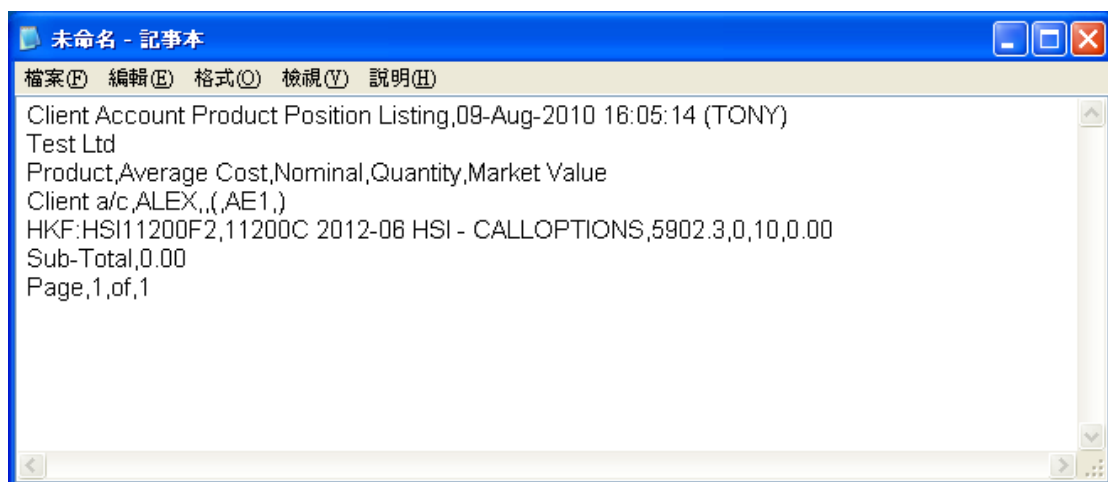 未命名 - 記事本
檔案(F) 編輯(E) 格式(O) 檢視(V) 說明(H)
Client Account Product Position Listing,09-Aug-2010 16:05:14 (TONY)
Test Ltd
Product,Average Cost,Nominal,Quantity,Market Value
Client a/c,ALEX,,(,AE1,)
HKF:HSI11200F2,11200C 2012-06 HSI - CALLOPTIONS,5902.3,0,10,0.00
Sub-Total,0.00
Page,1,of,1